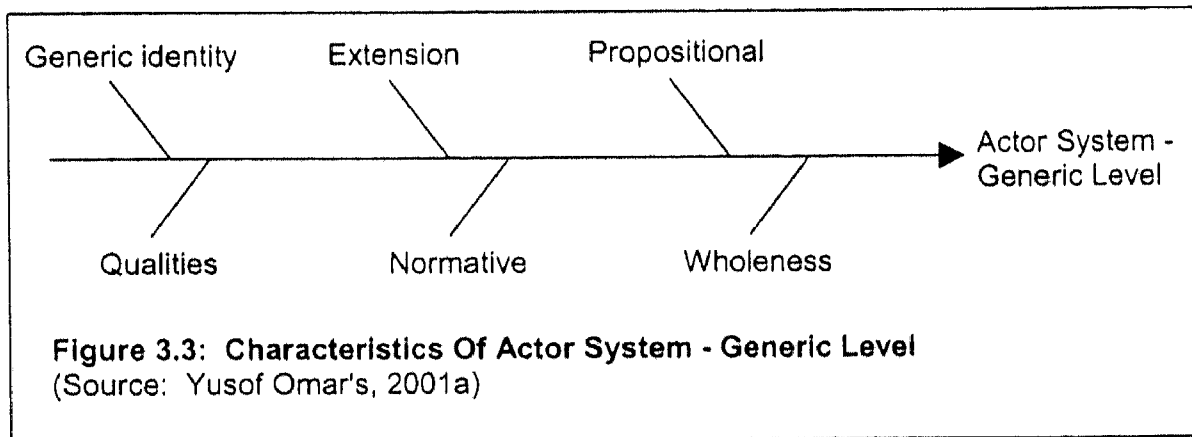 Generic identity
Extension
Propositional
Actor System -
Generic Level
Qualities
Normative
Wholeness
Figure 3.3: Characteristics Of Actor System - Generic Level
(Source: Yusof Omar's, 2001a)